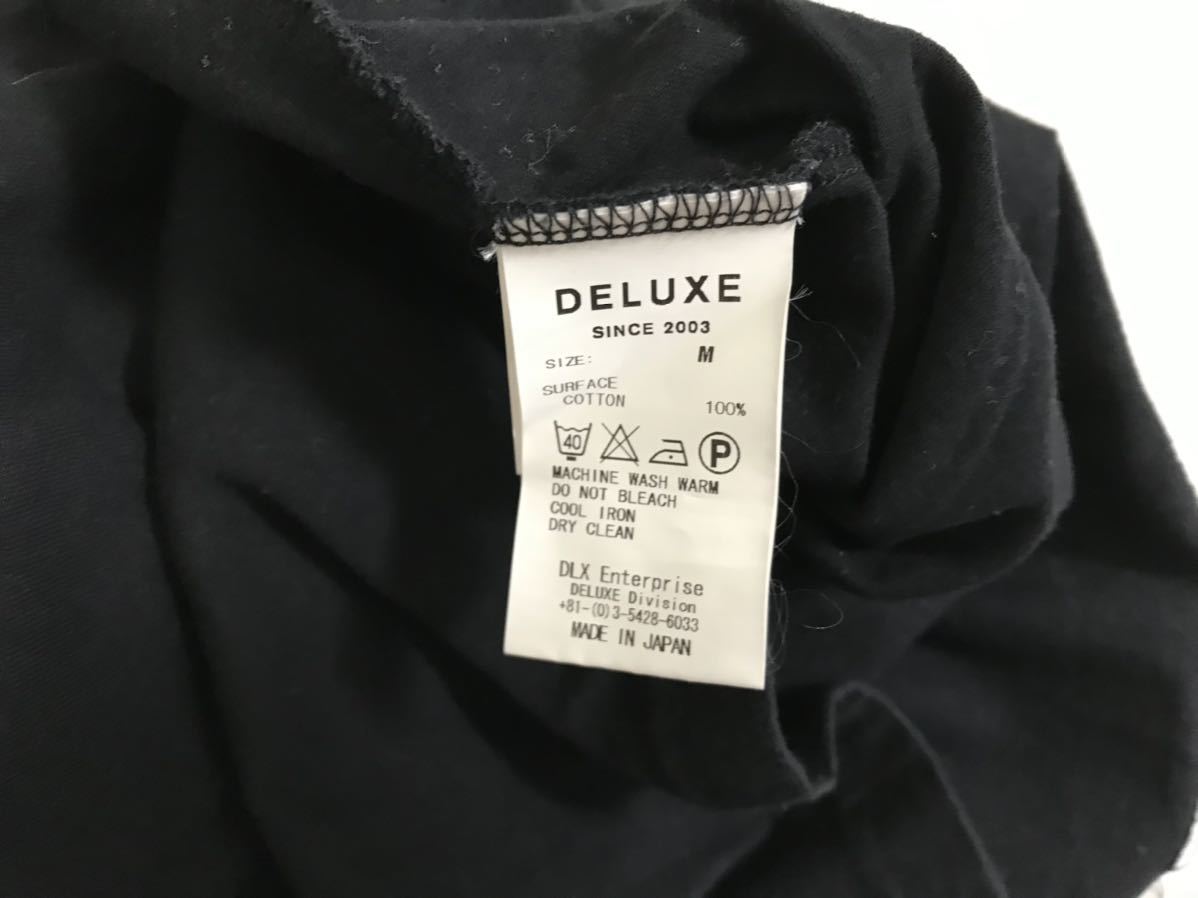 DELUXE
SINCE 2003
SIZE: M
SURFACE
COTTON 100%
40 P
MACHINE WASH WARM
DO NOT BLEACH
COOL IRON
DRY CLEAN
DLX Enterprise
DELUXE Division
+81-(0)3-5428-6033
MADE IN JAPAN